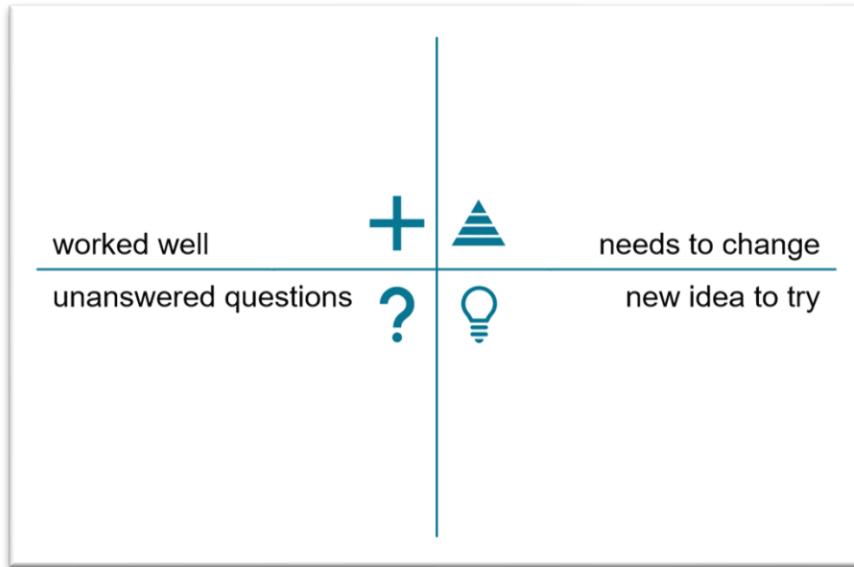 worked well
needs to change
unanswered questions
new idea to try